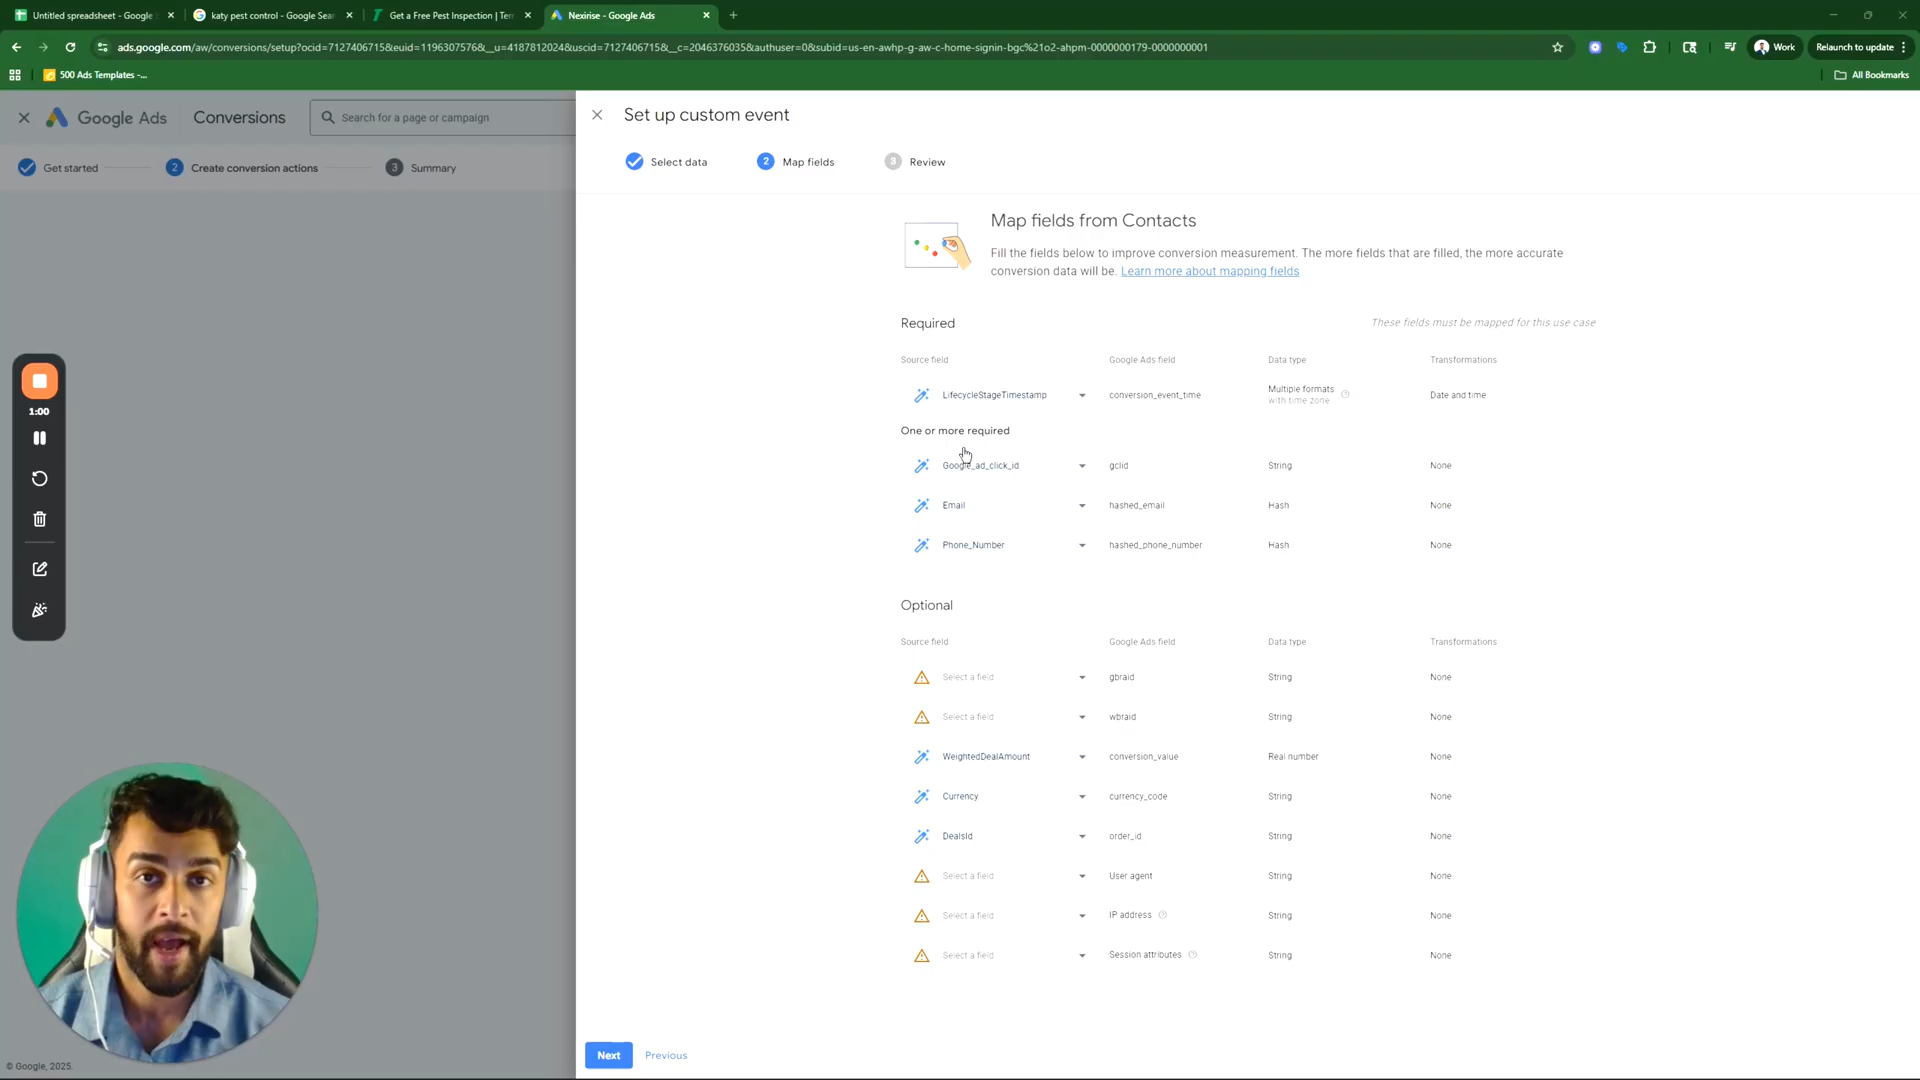 Untitled spreadsheet - Google
katy pest control - Google Sear
Get a Free Pest Inspection | Ter
Nexirise - Google Ads
ads.google.com/aw/conversions/setup?ocid=7127406715&euid=1196307576&__u=4187812024&uscid=7127406715&__c=2046376035&authuser=0&subid=us-en-awhp-g-aw-c-home-signin-bgc%21o2-ahpm-0000000179-0000000001
Work
Relaunch to update
500 Ads Templates -...
All Bookmarks
Google Ads
Conversions
Search for a page or campaign
Get started
2 Create conversion actions
3 Summary
Set up custom event
Select data
2 Map fields
3 Review
Map fields from Contacts
Fill the fields below to improve conversion measurement. The more fields that are filled, the more accurate
conversion data will be. Learn more about mapping fields
Required
These fields must be mapped for this use case
Source field Google Ads field Data type Transformations
LifecycleStageTimestamp conversion_event_time Multiple formats with time zone Date and time
One or more required
Google_ad_click_id gclid String None
Email hashed_email Hash None
Phone_Number hashed_phone_number Hash None
Optional
Source field Google Ads field Data type Transformations
Select a field gbraid String None
Select a field wbraid String None
WeightedDealAmount conversion_value Real number None
Currency currency_code String None
DealsId order_id String None
Select a field User agent String None
Select a field IP address String None
Select a field Session attributes String None
Next
Previous
1:00
© Google, 2025.